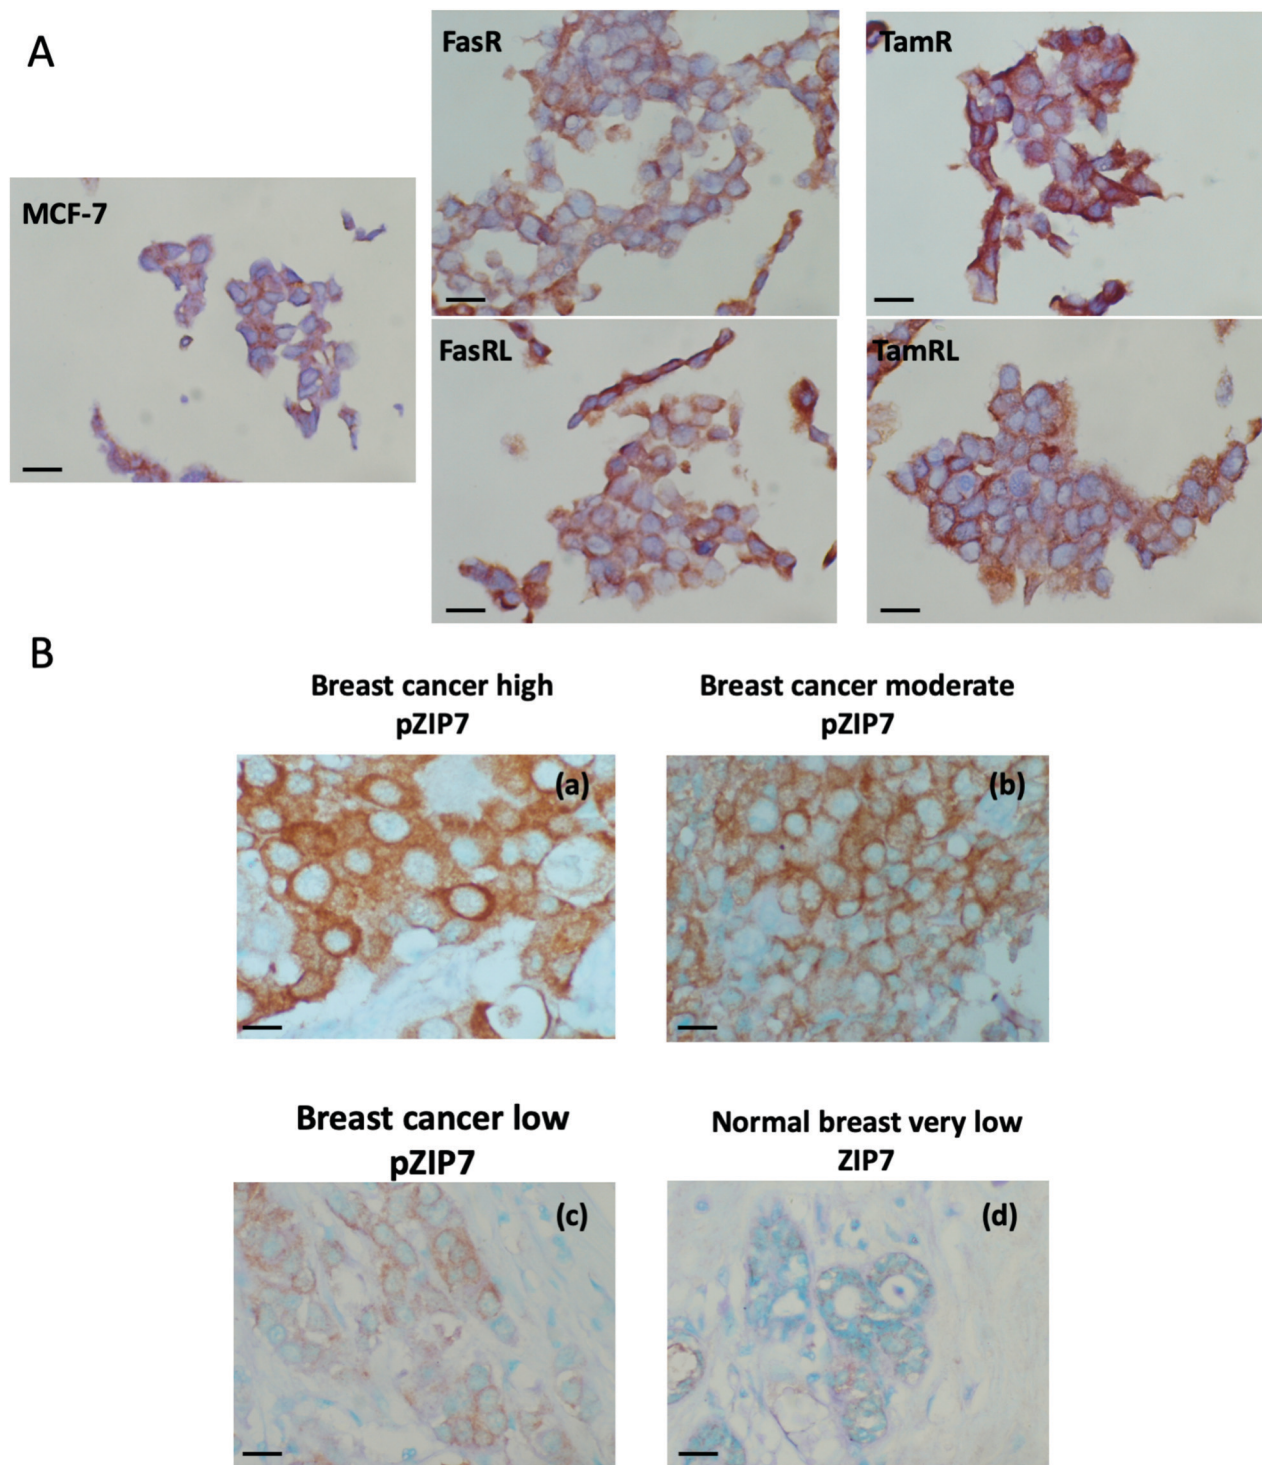 A
MCF-7
FasR
TamR
FasRL
TamRL
B
Breast cancer high
pZIP7
(a)
Breast cancer moderate
pZIP7
(b)
Breast cancer low
pZIP7
(c)
Normal breast very low
ZIP7
(d)